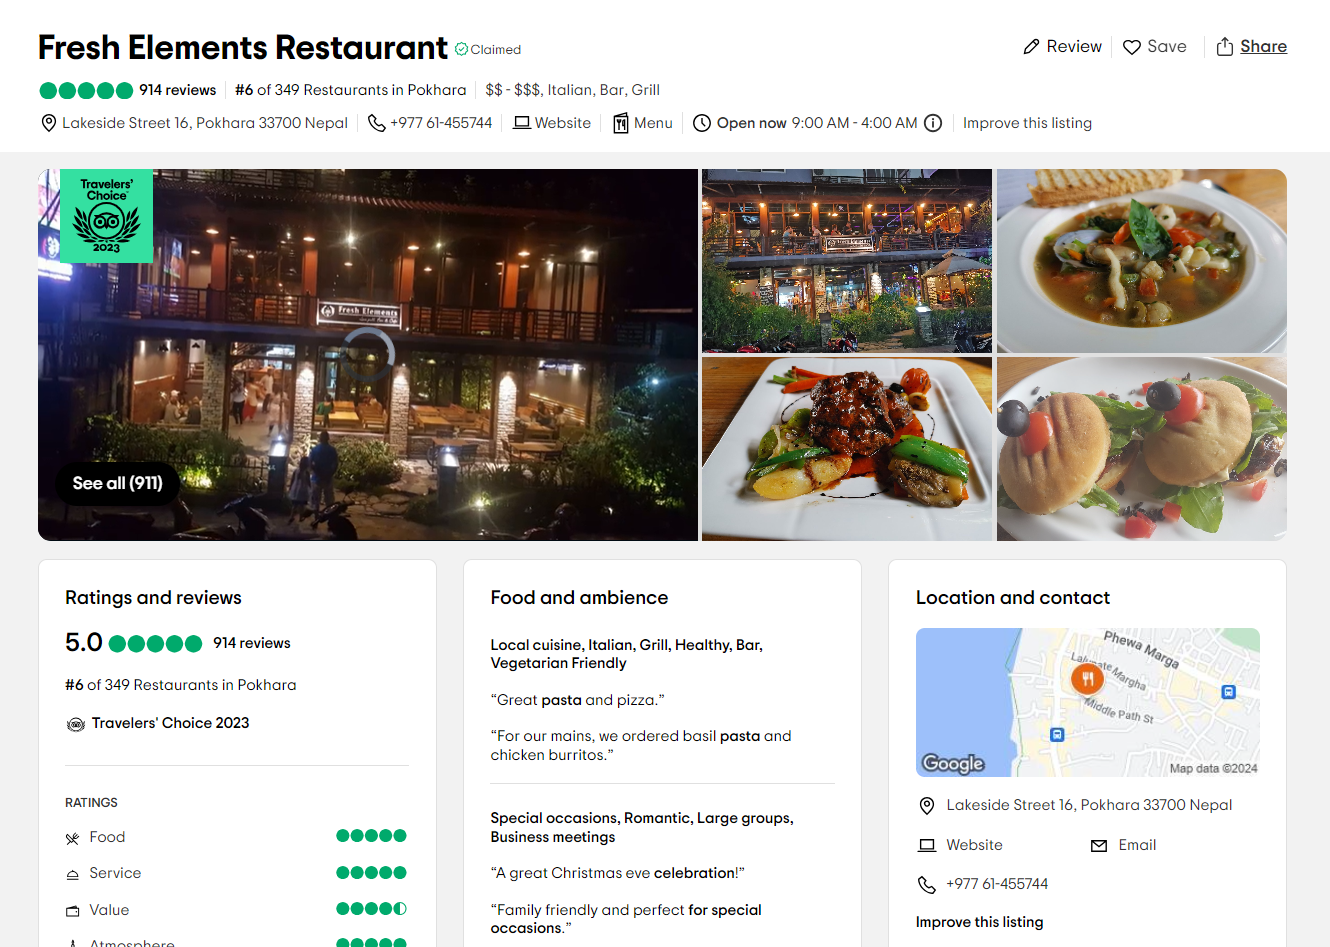 Fresh Elements Restaurant Claimed
Review Save Share
914 reviews #6 of 349 Restaurants in Pokhara $$ - $$$, Italian, Bar, Grill
Lakeside Street 16, Pokhara 33700 Nepal +977 61-455744 Website Menu Open now 9:00 AM - 4:00 AM Improve this listing
Travelers'
Choice
2023
Fresh Elements
Fresh Elements
See all (911)
Ratings and reviews
5.0 914 reviews
#6 of 349 Restaurants in Pokhara
Travelers' Choice 2023
RATINGS
Food
Service
Value
Atmosphere
Food and ambience
Local cuisine, Italian, Grill, Healthy, Bar,
Vegetarian Friendly
“Great pasta and pizza.”
“For our mains, we ordered basil pasta and
chicken burritos.”
Special occasions, Romantic, Large groups,
Business meetings
“A great Christmas eve celebration!”
“Family friendly and perfect for special
occasions.”
Location and contact
Phewa Marga
Margha
Middle Path St
Google
Map data ©2024
Lakeside Street 16, Pokhara 33700 Nepal
Website Email
+977 61-455744
Improve this listing